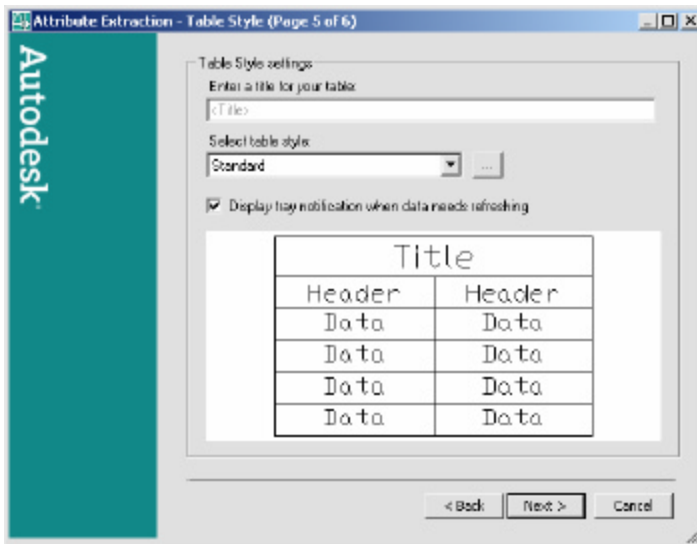 Attribute Extraction - Table Style (Page 5 of 6)
Autodesk
Table Style settings
Enter a title for your table:
<Title>
Select table style:
Standard
...
Display tray notification when data needs refreshing
Title
Header Header
Data Data
Data Data
Data Data
Data Data
< Back Next > Cancel